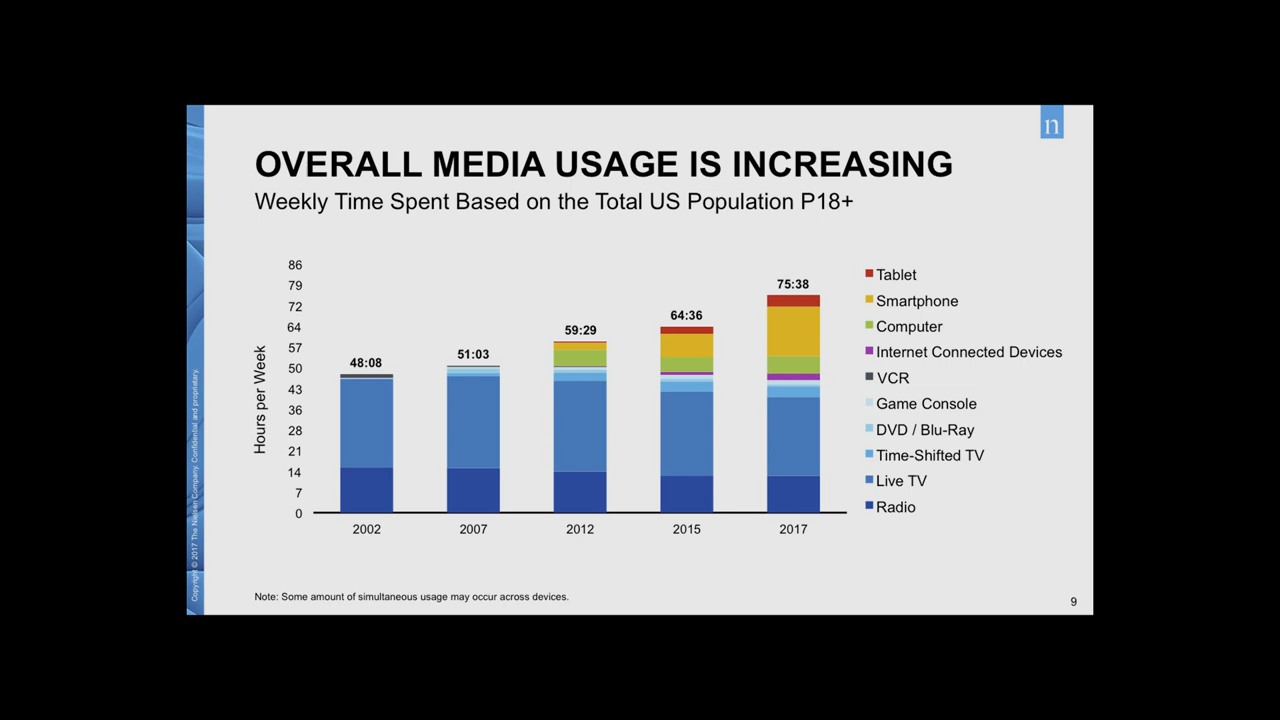 n
OVERALL MEDIA USAGE IS INCREASING
Weekly Time Spent Based on the Total US Population P18+
Hours per Week
86
79
72
64
57
50
43
36
28
21
14
7
0
48:08
51:03
59:29
64:36
75:38
2002
2007
2012
2015
2017
Tablet
Smartphone
Computer
Internet Connected Devices
VCR
Game Console
DVD / Blu-Ray
Time-Shifted TV
Live TV
Radio
Copyright © 2017 The Nielsen Company. Confidential and proprietary.
Note: Some amount of simultaneous usage may occur across devices.
9